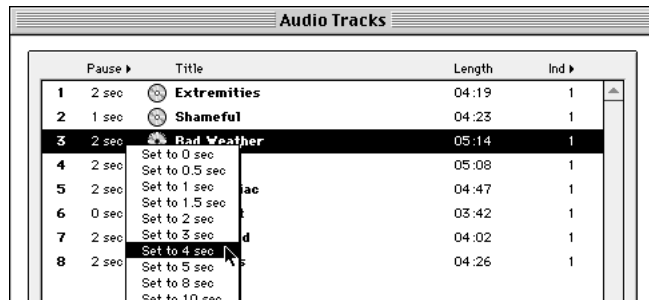 Audio Tracks
Pause Title Length Ind
1 2 sec Extremities 04:19 1
2 1 sec Shameful 04:23 1
3 2 sec Bad Weather 05:14 1
Set to 0 sec
4 2 sec 05:08 1
Set to 0.5 sec
5 2 sec Set to 1 sec iac 04:47 1
Set to 1.5 sec
6 0 sec Set to 2 sec t 03:42 1
7 2 sec Set to 3 sec d 04:02 1
Set to 4 sec
8 2 sec Set to 5 sec s 04:26 1
Set to 8 sec
Set to 10 sec